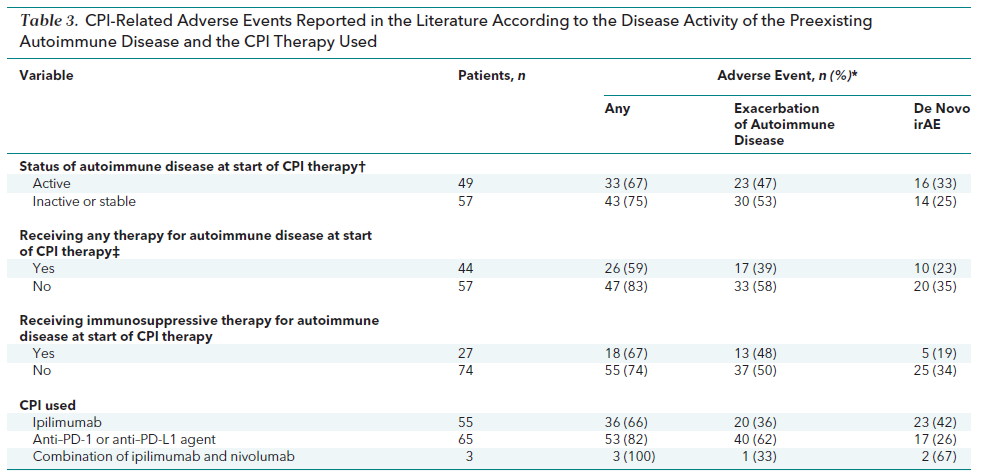 Table 3. CPI-Related Adverse Events Reported in the Literature According to the Disease Activity of the Preexisting
Autoimmune Disease and the CPI Therapy Used
Variable Patients, n Adverse Event, n (%)*
Any Exacerbation of Autoimmune Disease De Novo irAE
Status of autoimmune disease at start of CPI therapy†
Active 49 33 (67) 23 (47) 16 (33)
Inactive or stable 57 43 (75) 30 (53) 14 (25)
Receiving any therapy for autoimmune disease at start
of CPI therapy‡
Yes 44 26 (59) 17 (39) 10 (23)
No 57 47 (83) 33 (58) 20 (35)
Receiving immunosuppressive therapy for autoimmune
disease at start of CPI therapy
Yes 27 18 (67) 13 (48) 5 (19)
No 74 55 (74) 37 (50) 25 (34)
CPI used
Ipilimumab 55 36 (66) 20 (36) 23 (42)
Anti-PD-1 or anti–PD-L1 agent 65 53 (82) 40 (62) 17 (26)
Combination of ipilimumab and nivolumab 3 3 (100) 1 (33) 2 (67)